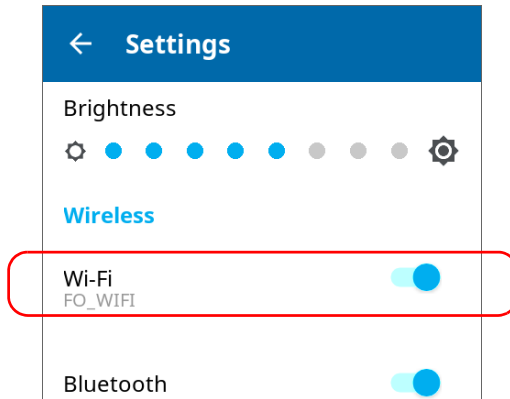 Settings
Brightness
Wireless
Wi-Fi
FO_WIFI
Bluetooth